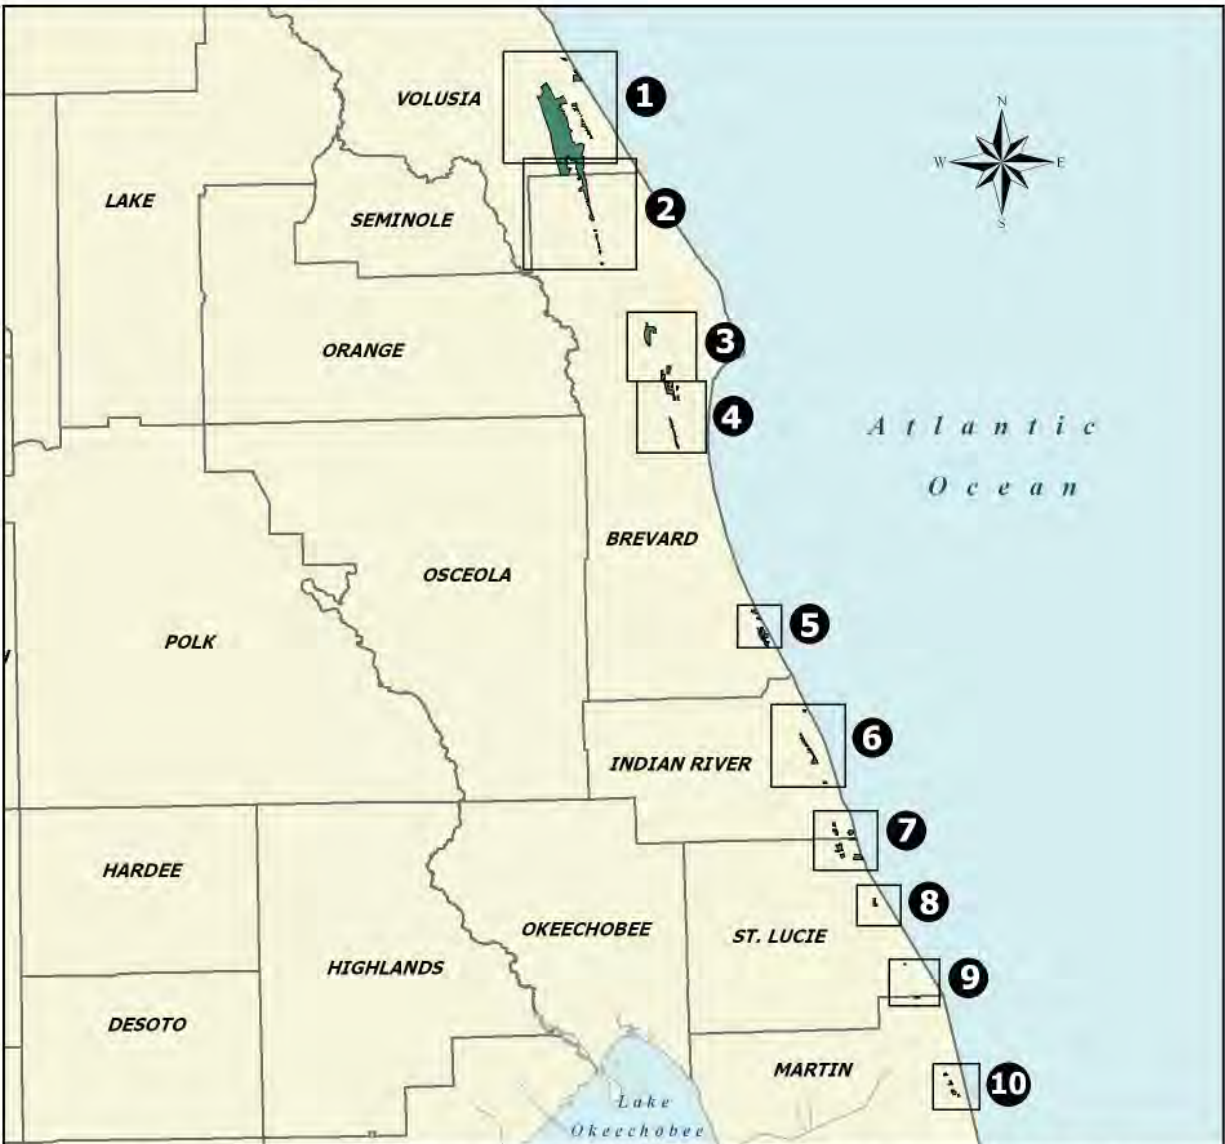 1
VOLUSIA
N
W E
S
LAKE
2
SEMINOLE
3
ORANGE
4
Atlantic
Ocean
BREVARD
OSCEOLA
5
POLK
6
INDIAN RIVER
7
HARDEE
8
OKEECHOBEE
ST. LUCIE
HIGHLANDS
9
DESOTO
MARTIN
10
Lake
Okeechobee